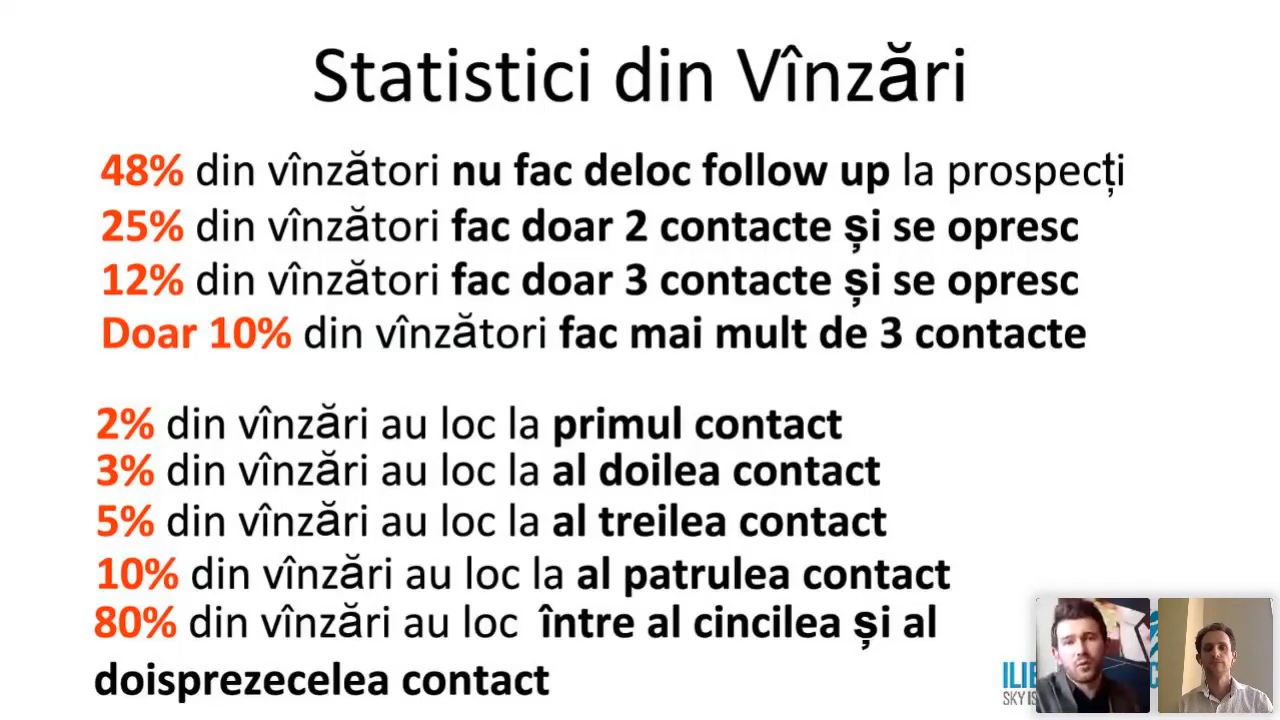 Statistici din Vînzări
48% din vînzători nu fac deloc follow up la prospecți
25% din vînzători fac doar 2 contacte și se opresc
12% din vînzători fac doar 3 contacte și se opresc
Doar 10% din vînzători fac mai mult de 3 contacte
2% din vînzări au loc la primul contact
3% din vînzări au loc la al doilea contact
5% din vînzări au loc la al treilea contact
10% din vînzări au loc la al patrulea contact
80% din vînzări au loc între al cincilea și al
doisprezecelea contact
SKY